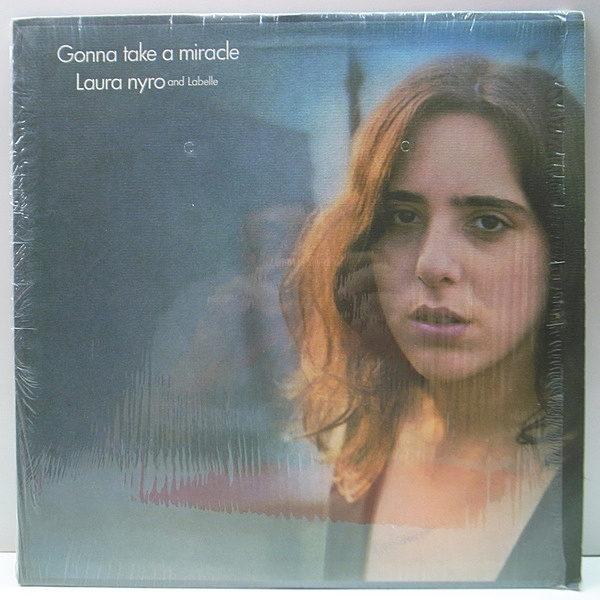 Gonna take a miracle
Laura nyro and Labelle